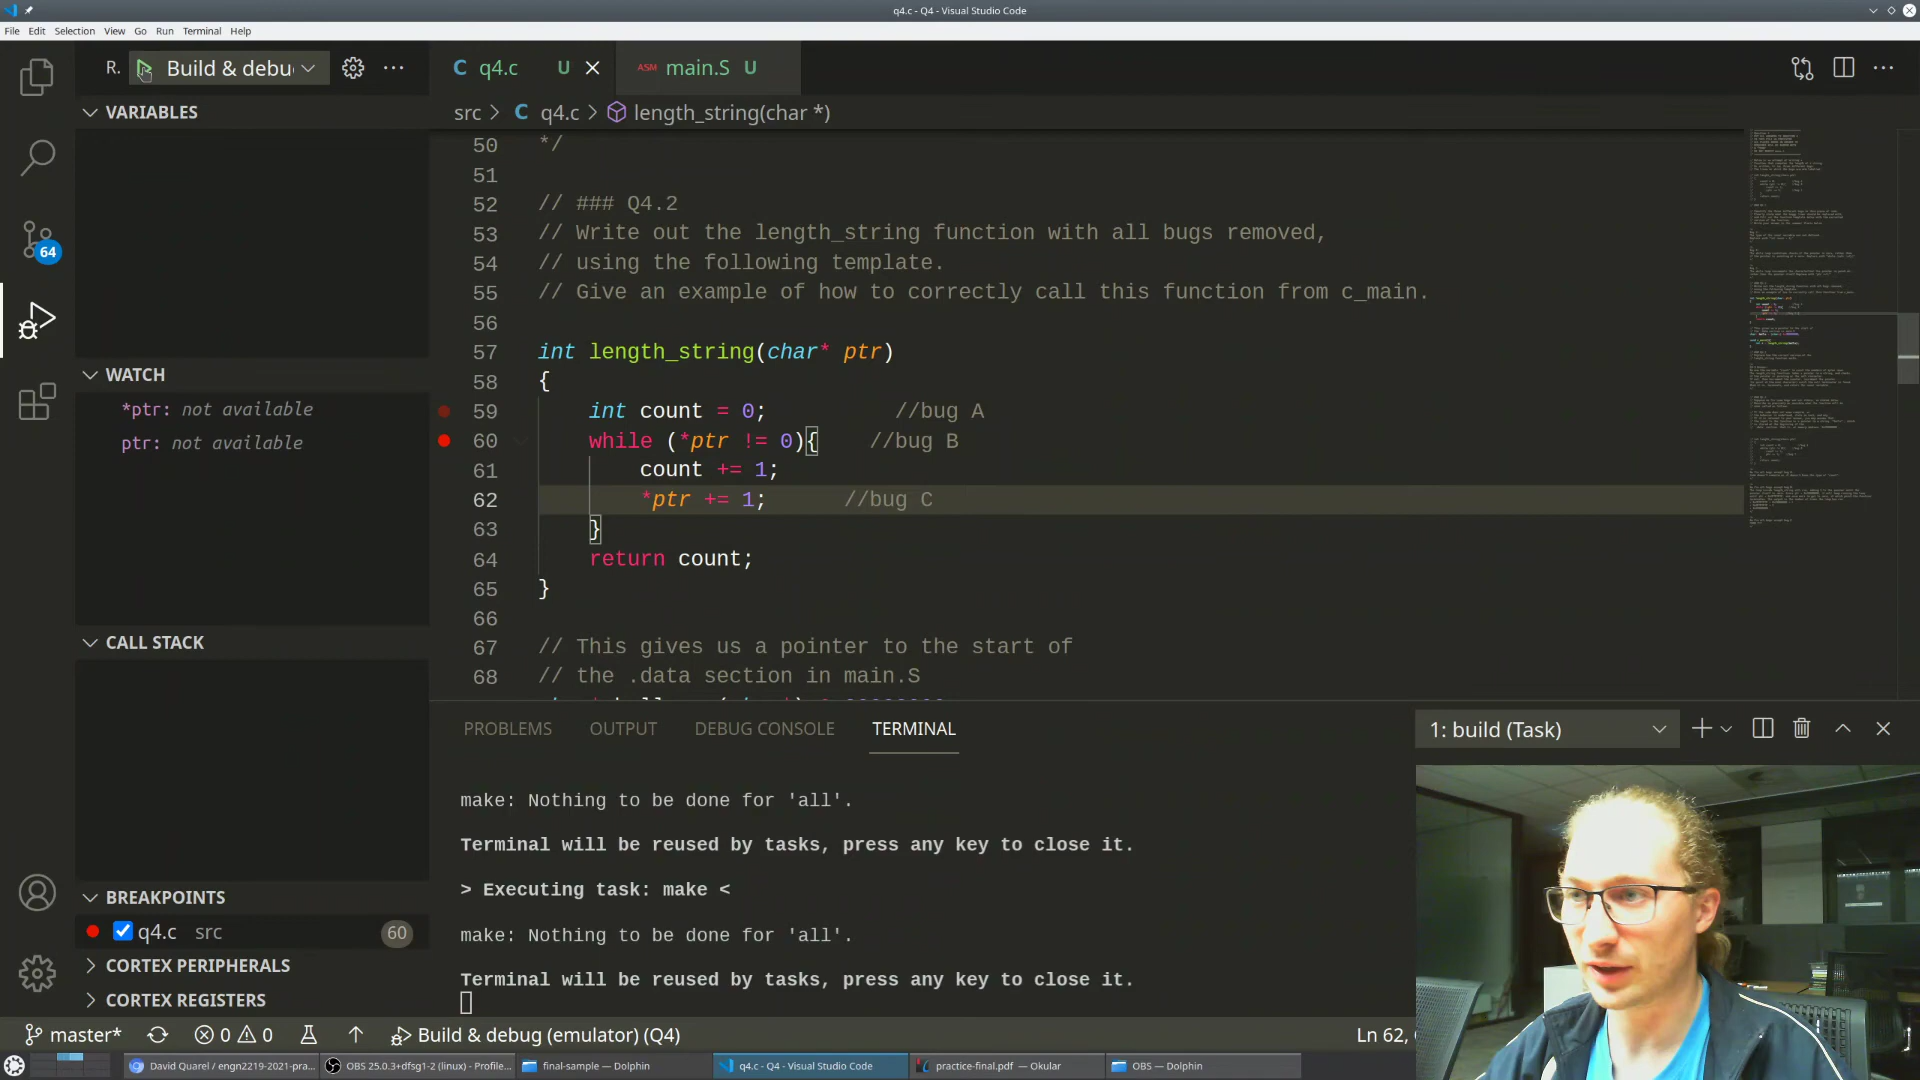 q4.c - Q4 - Visual Studio Code
File Edit Selection View Go Run Terminal Help
R. Build & debu
q4.c U
ASM main.S U
VARIABLES
src > C q4.c > length_string(char *)
50 */
51
52 // ### Q4.2
53 // Write out the length_string function with all bugs removed,
54 // using the following template.
55 // Give an example of how to correctly call this function from c_main.
56
57 int length_string(char* ptr)
58 {
59 int count = 0; //bug A
60 while (*ptr != 0){ //bug B
61 count += 1;
62 *ptr += 1; //bug C
63 }
64 return count;
65 }
66
67 // This gives us a pointer to the start of
68 // the .data section in main.S
64
WATCH
*ptr: not available
ptr: not available
CALL STACK
BREAKPOINTS
q4.c src 60
CORTEX PERIPHERALS
CORTEX REGISTERS
PROBLEMS OUTPUT DEBUG CONSOLE TERMINAL
1: build (Task)
make: Nothing to be done for 'all'.
Terminal will be reused by tasks, press any key to close it.
> Executing task: make <
make: Nothing to be done for 'all'.
Terminal will be reused by tasks, press any key to close it.
master* 0 0 Build & debug (emulator) (Q4)
Ln 62,
David Quarel / engn2219-2021-pra...
OBS 25.0.3+dfsg1-2 (linux) - Profile...
final-sample — Dolphin
q4.c - Q4 - Visual Studio Code
practice-final.pdf — Okular
OBS — Dolphin